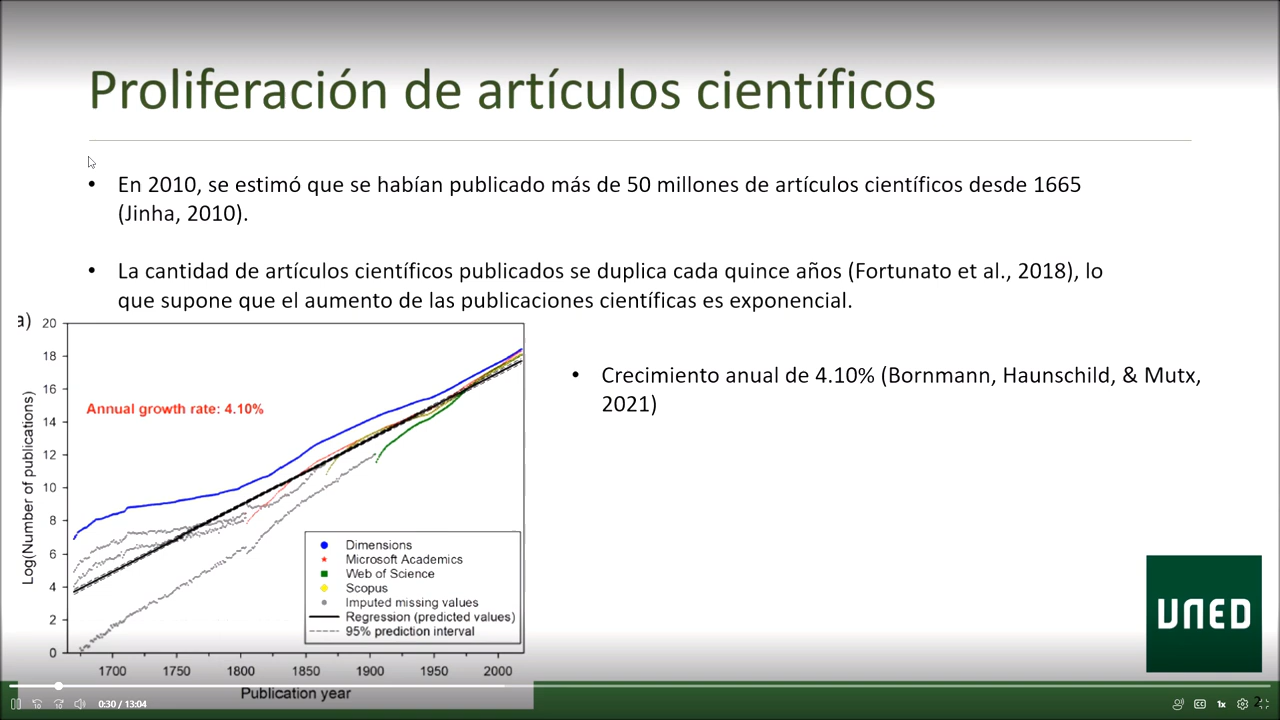 Proliferación de artículos científicos
• En 2010, se estimó que se habían publicado más de 50 millones de artículos científicos desde 1665
(Jinha, 2010).
• La cantidad de artículos científicos publicados se duplica cada quince años (Fortunato et al., 2018), lo
que supone que el aumento de las publicaciones científicas es exponencial.
a)
20
18
16
14
12
10
8
6
4
2
0
Log(Number of publications)
Annual growth rate: 4.10%
Dimensions
Microsoft Academics
Web of Science
Scopus
Imputed missing values
Regression (predicted values)
95% prediction interval
1700 1750 1800 1850 1900 1950 2000
Publication year
• Crecimiento anual de 4.10% (Bornmann, Haunschild, & Mutx,
2021)
UNED
0:30 / 13:04
10
10
1x
2